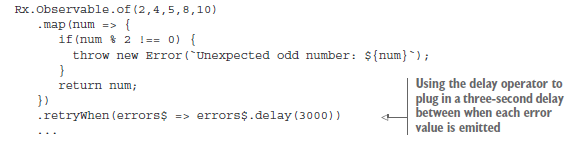 Rx.Observable.of(2,4,5,8,10)
.map(num => {
if(num % 2 !== 0) {
throw new Error(`Unexpected odd number: ${num}`);
}
return num;
})
.retryWhen(errors$ => errors$.delay(3000))
...
Using the delay operator to
plug in a three-second delay
between when each error
value is emitted